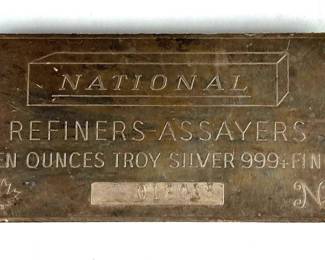 NATIONAL
REFINERS-ASSAYERS
EN OUNCES TROY SILVER 999+FIN
N